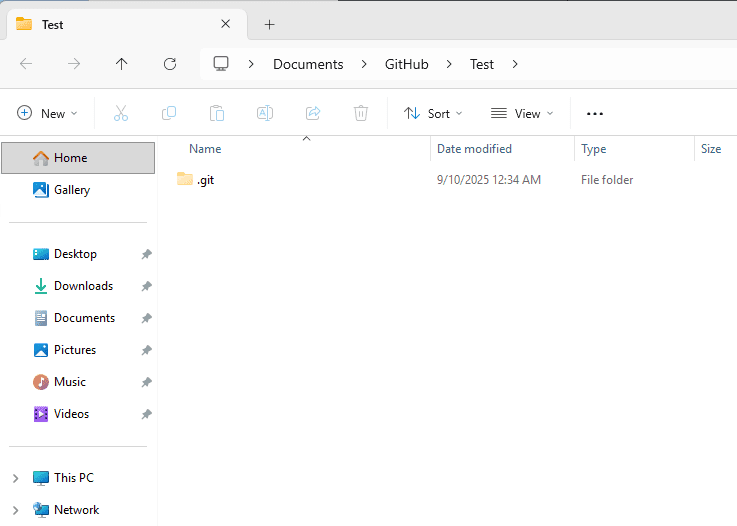 Test
Documents
GitHub
Test
New
Sort
View
Home
Gallery
Desktop
Downloads
Documents
Pictures
Music
Videos
This PC
Network
Name
Date modified
Type
Size
.git
9/10/2025 12:34 AM
File folder